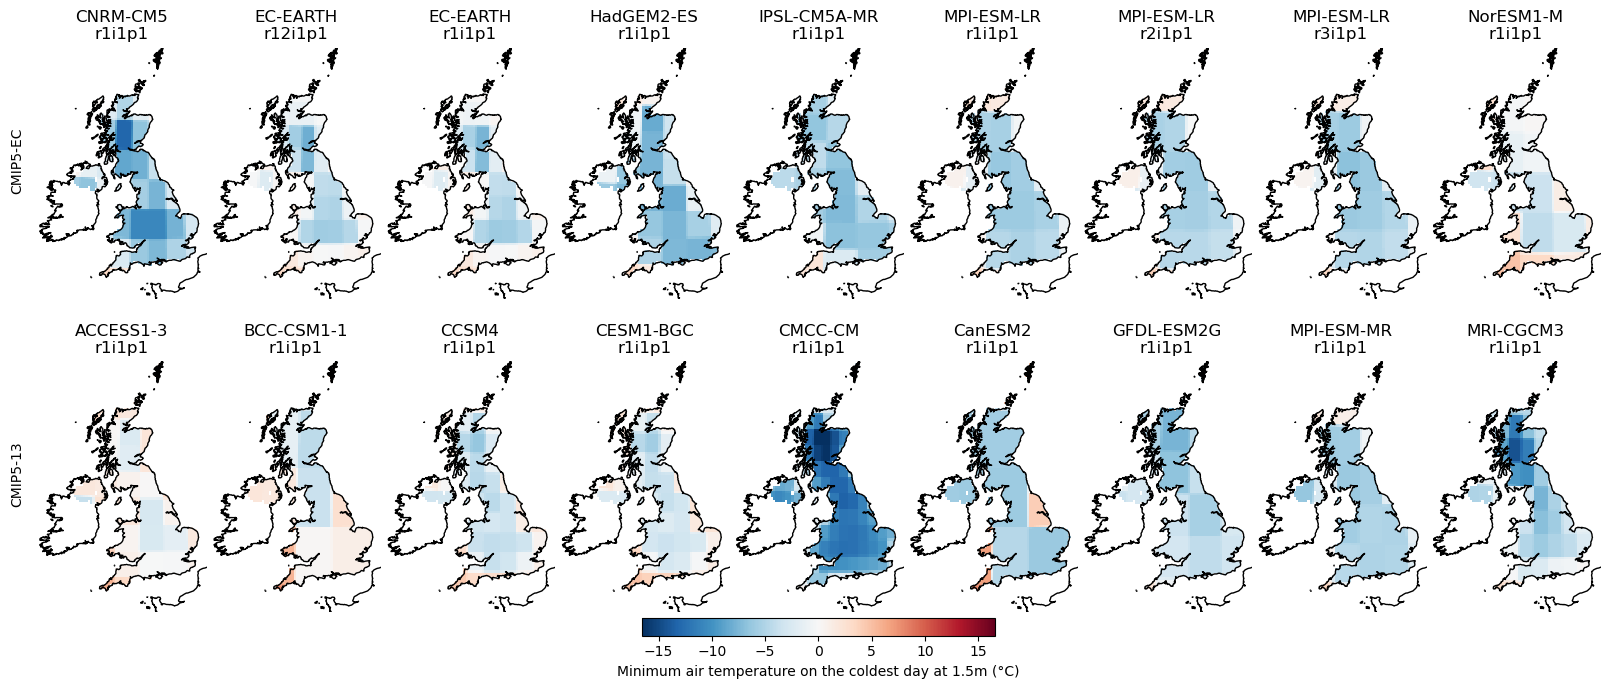 CNRM-CM5
r1i1p1
EC-EARTH
r12i1p1
EC-EARTH
r1i1p1
HadGEM2-ES
r1i1p1
IPSL-CM5A-MR
r1i1p1
MPI-ESM-LR
r1i1p1
MPI-ESM-LR
r2i1p1
MPI-ESM-LR
r3i1p1
NorESM1-M
r1i1p1
CMIP5-EC
ACCESS1-3
r1i1p1
BCC-CSM1-1
r1i1p1
CCSM4
r1i1p1
CESM1-BGC
r1i1p1
CMCC-CM
r1i1p1
CanESM2
r1i1p1
GFDL-ESM2G
r1i1p1
MPI-ESM-MR
r1i1p1
MRI-CGCM3
r1i1p1
CMIP5-13
−15 −10 −5 0 5 10 15
Minimum air temperature on the coldest day at 1.5m (°C)